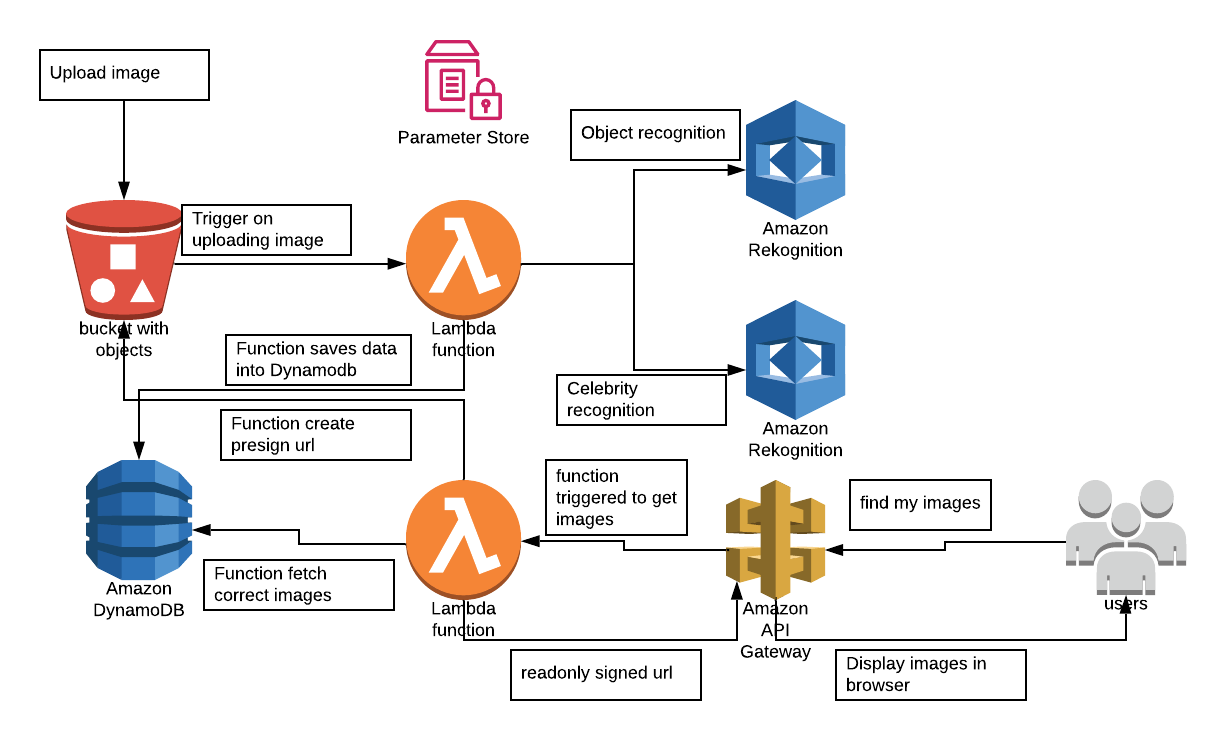 Upload image
Parameter Store
Object recognition
Trigger on
uploading image
Amazon
Rekognition
bucket with
objects
Lambda
function
Function saves data
into Dynamodb
Celebrity
recognition
Amazon
Rekognition
Function create
presign url
function
triggered to get
images
find my images
Function fetch
correct images
Amazon
DynamoDB
Lambda
function
Amazon
API
Gateway
users
readonly signed url
Display images in
browser